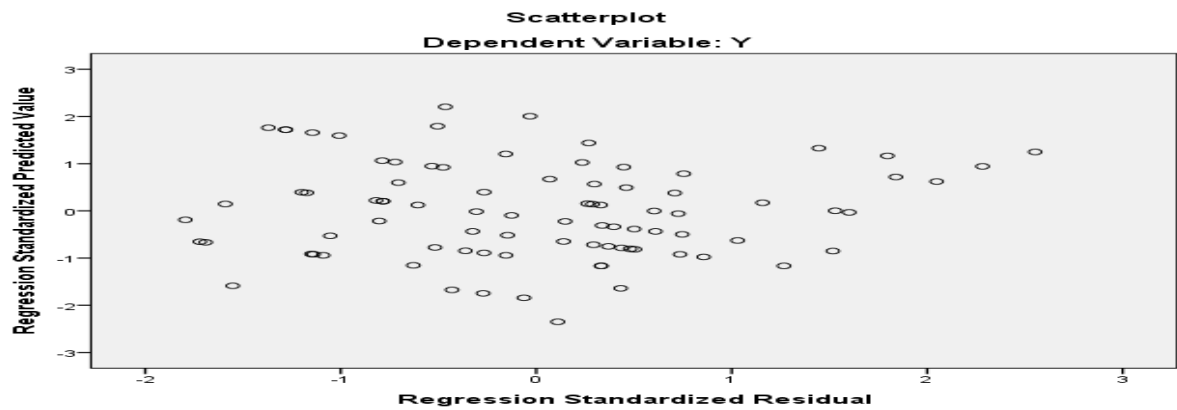 Scatterplot
Dependent Variable: Y
Regression Standardized Predicted Value
3
2
1
0
-1
-2
-3
-2 -1 0 1 2 3
Regression Standardized Residual